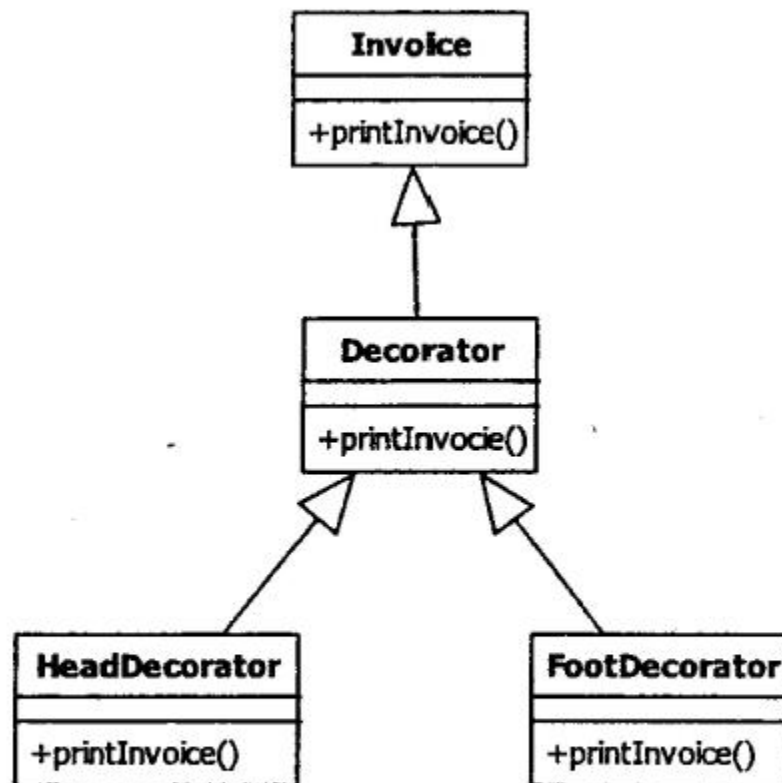 Invoice
+printInvoice()
Decorator
+printInvocie()
HeadDecorator
FootDecorator
+printInvoice()
+printInvoice()